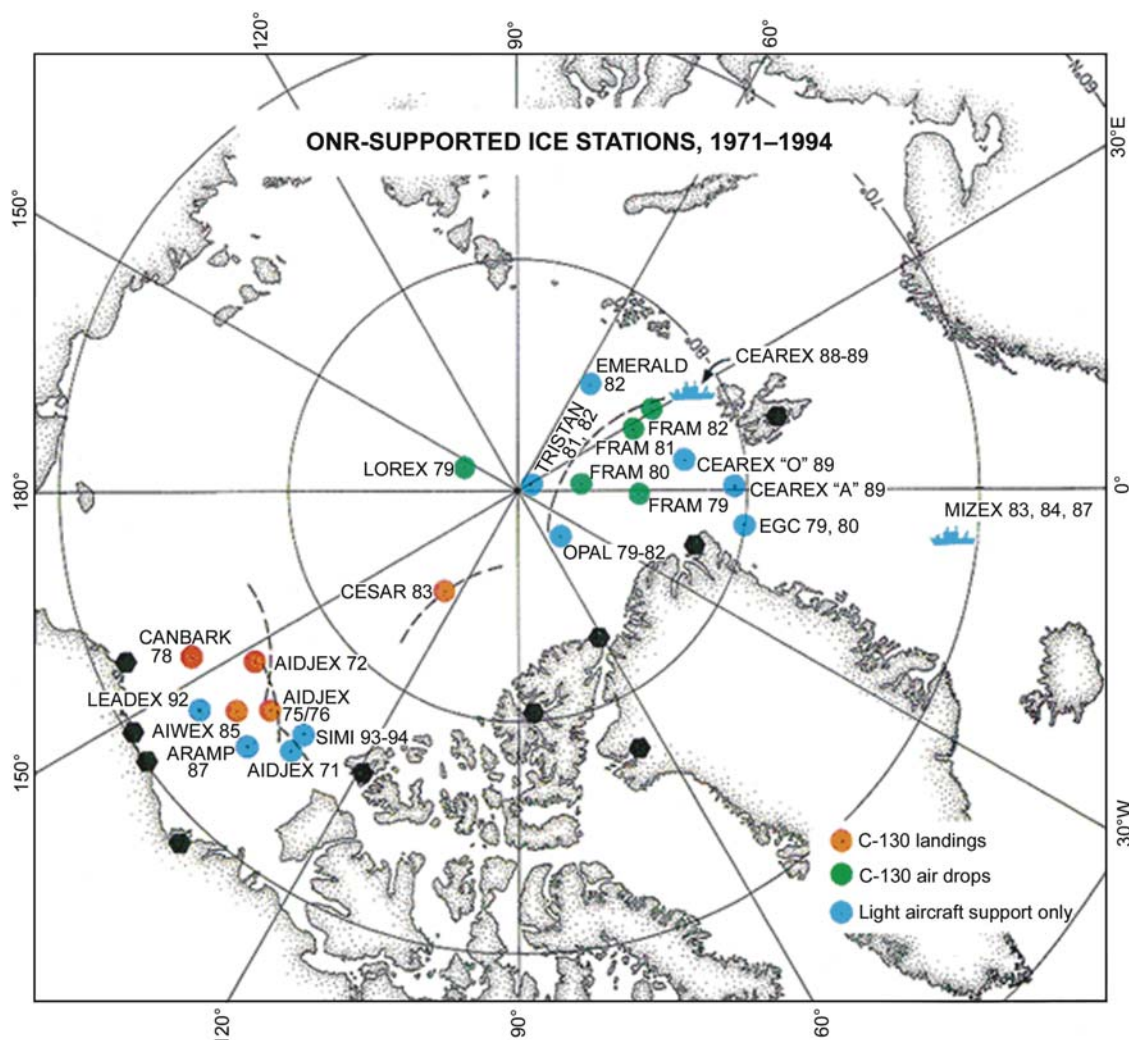 120°
90°
60°
60°N
ONR-SUPPORTED ICE STATIONS, 1971–1994
30°E
150°
70°
80°
CEAREX 88-89
EMERALD
82
TRISTAN
81, 82
FRAM 82
FRAM 81
LOREX 79
FRAM 80
CEAREX "O" 89
180°
CEAREX "A" 89
0°
FRAM 79
MIZEX 83, 84, 87
EGC 79, 80
OPAL 79-82
CESAR 83
CANBARK
78
AIDJEX 72
LEADEX 92
AIDJEX
75/76
AIWEX 85
SIMI 93-94
ARAMP
87
AIDJEX 71
150°
30°W
C-130 landings
C-130 air drops
Light aircraft support only
120°
90°
60°